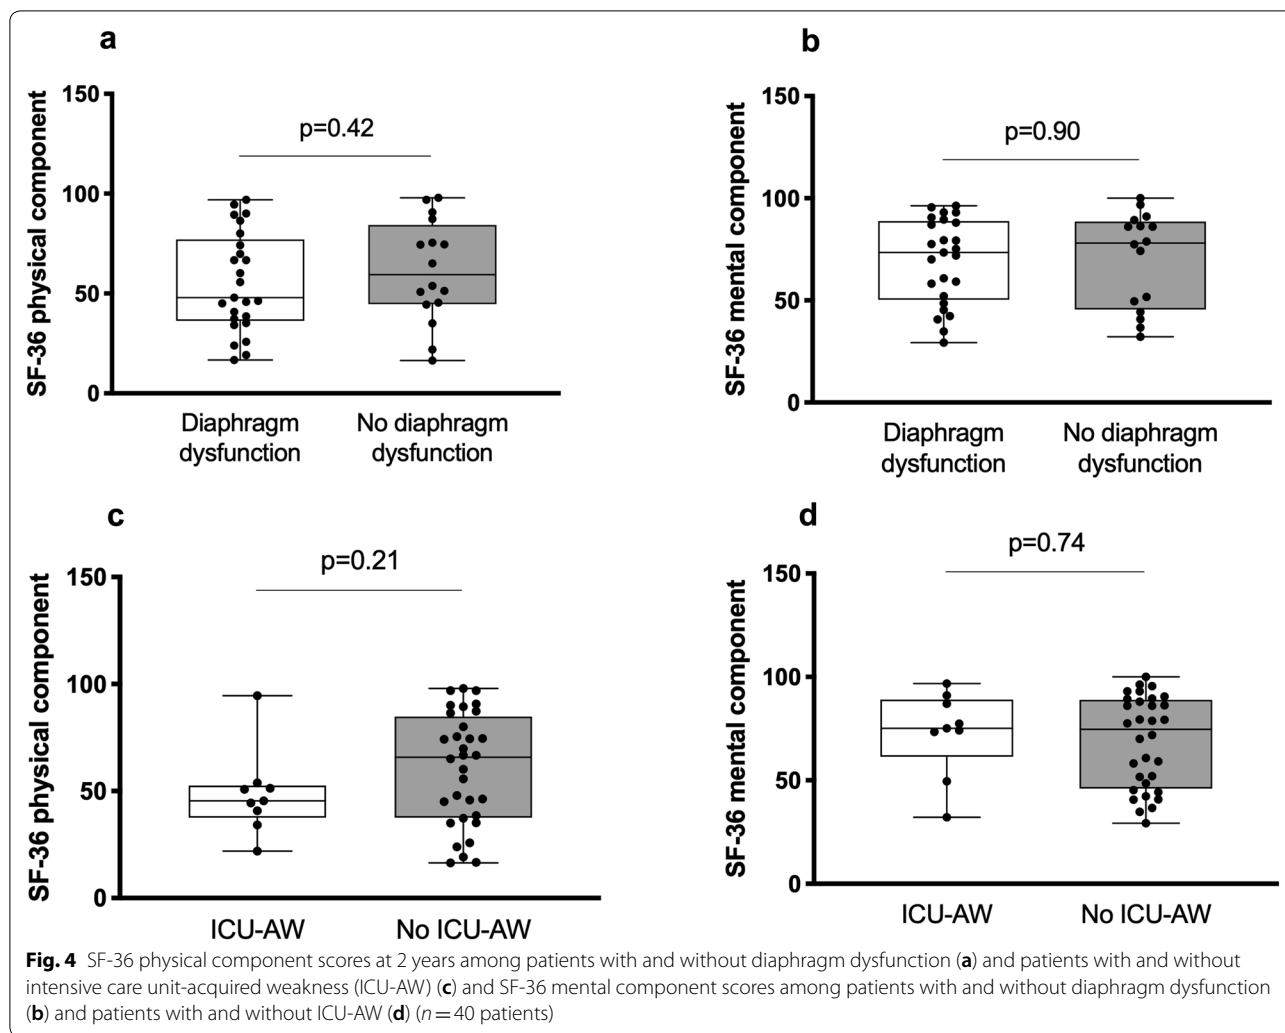 a
SF-36 physical component
150
100
50
0
p=0.42
Diaphragm
dysfunction
No diaphragm
dysfunction
b
SF-36 mental component
150
100
50
0
p=0.90
Diaphragm
dysfunction
No diaphragm
dysfunction
c
SF-36 physical component
150
100
50
0
p=0.21
ICU-AW
No ICU-AW
d
SF-36 mental component
150
100
50
0
p=0.74
ICU-AW
No ICU-AW
Fig. 4 SF-36 physical component scores at 2 years among patients with and without diaphragm dysfunction (a) and patients with and without
intensive care unit-acquired weakness (ICU-AW) (c) and SF-36 mental component scores among patients with and without diaphragm dysfunction
(b) and patients with and without ICU-AW (d) (n = 40 patients)